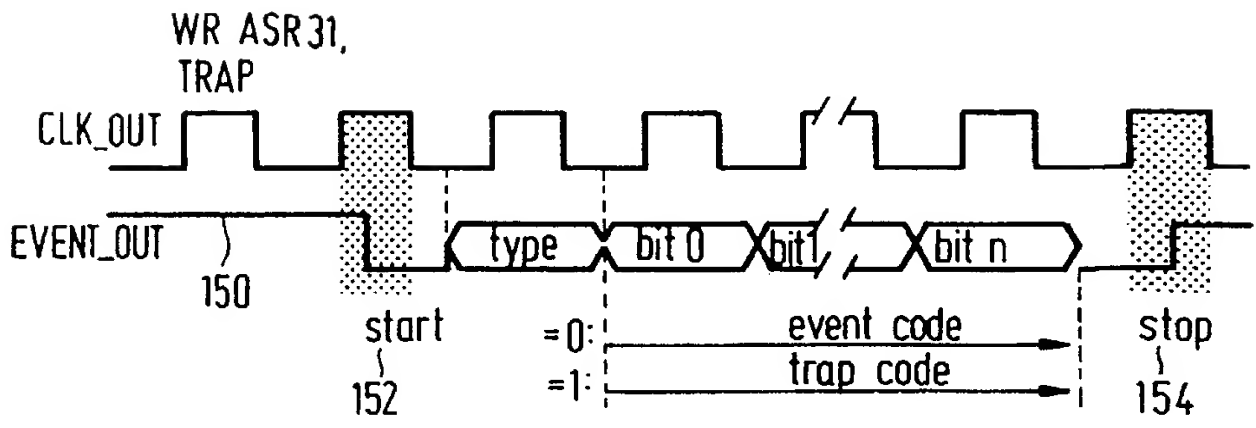 WR ASR31,
TRAP
CLK_OUT
EVENT_OUT
type
bit 0
bit1
bit n
150
start
152
=0:
event code
=1:
trap code
stop
154